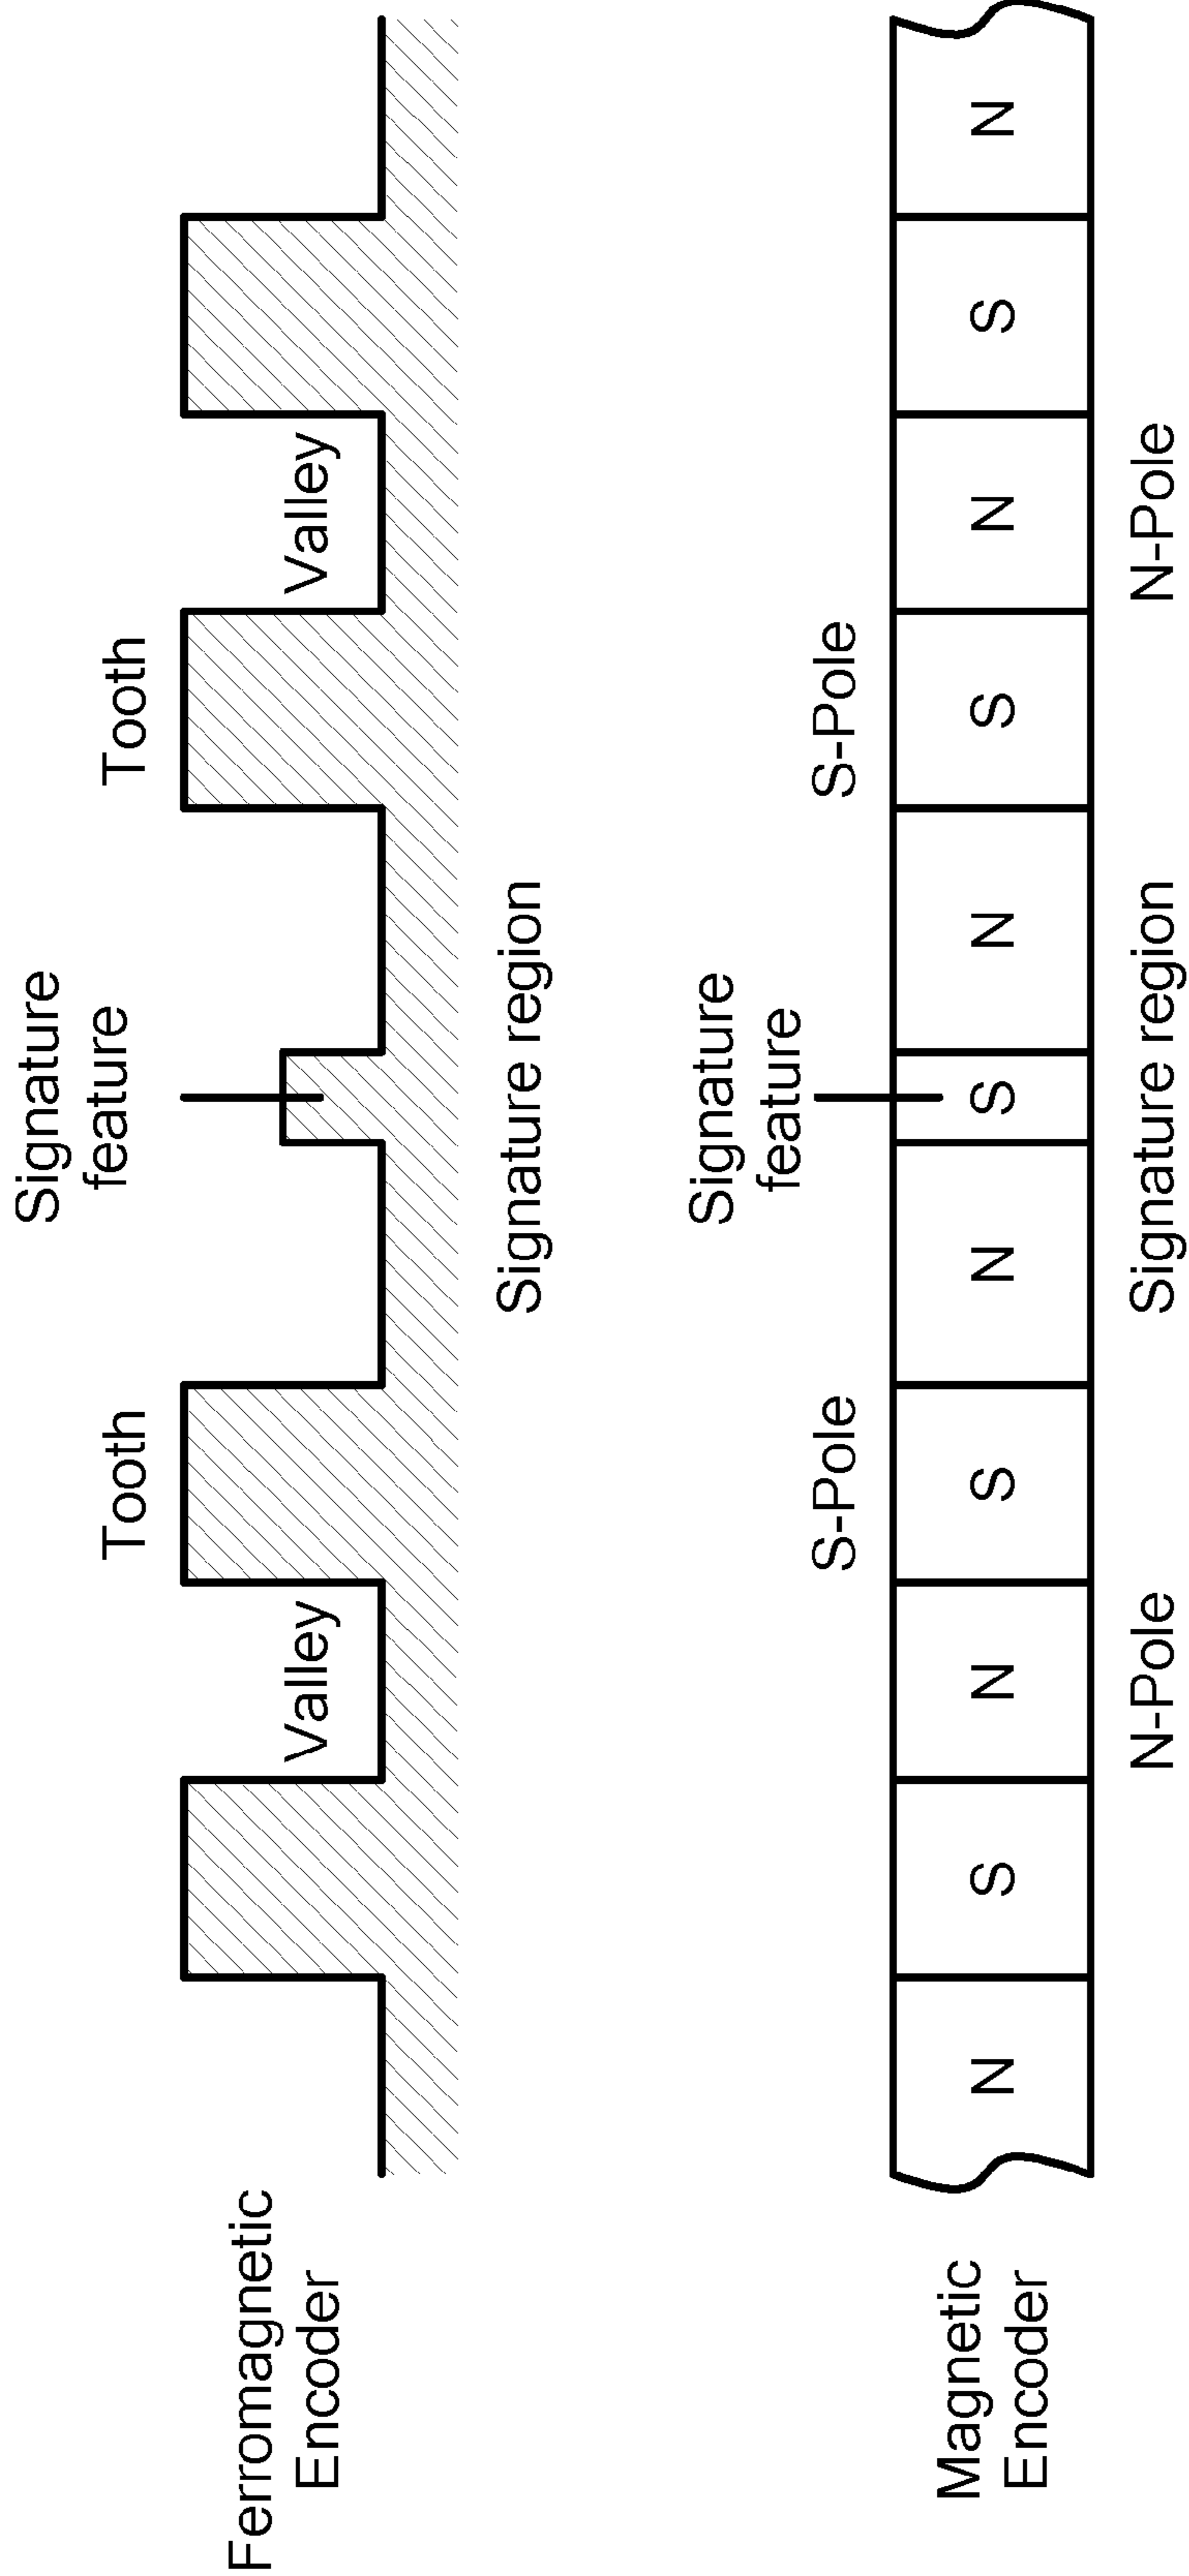 Signature
feature
Tooth
Tooth
Ferromagnetic
Encoder
Valley
Valley
Signature region
Signature
feature
S-Pole
S-Pole
Magnetic
Encoder
N S N S N S N S N S N
N-Pole
Signature region
N-Pole